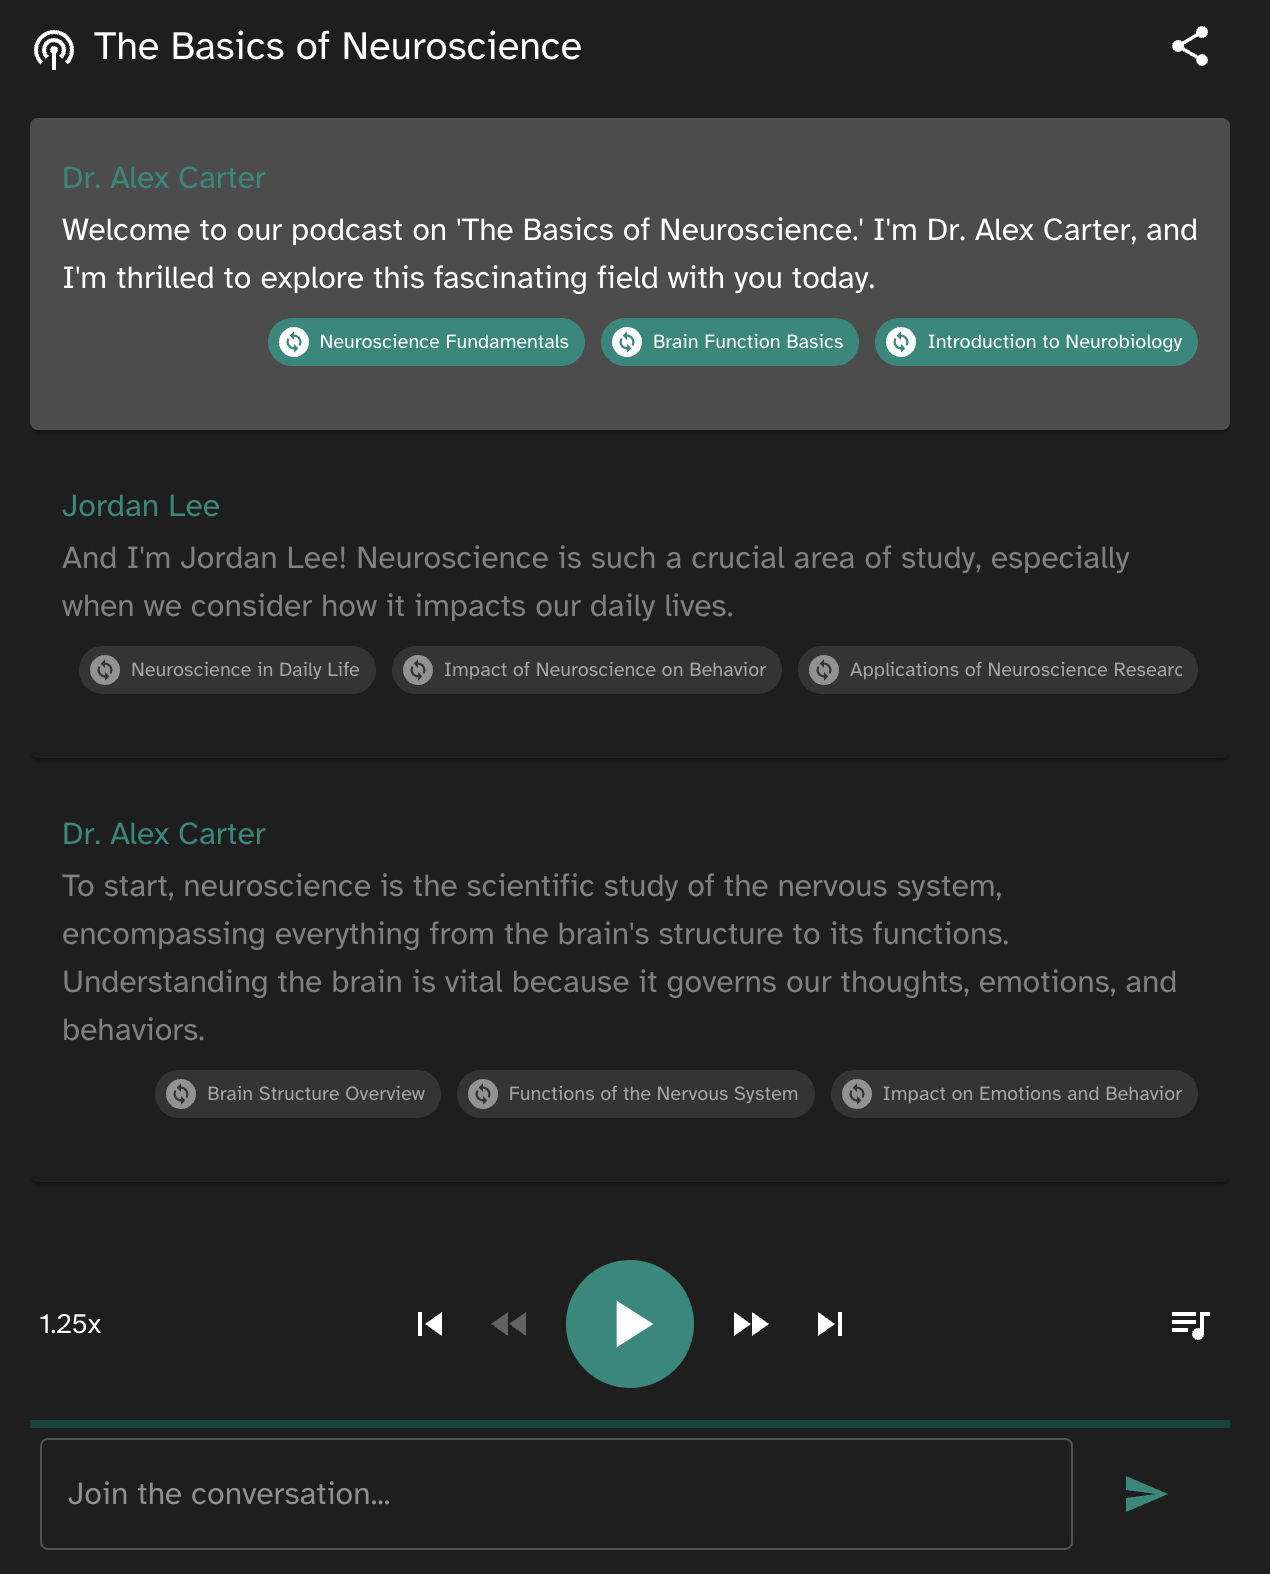 The Basics of Neuroscience
Dr. Alex Carter
Welcome to our podcast on 'The Basics of Neuroscience.' I'm Dr. Alex Carter, and
I'm thrilled to explore this fascinating field with you today.
Neuroscience Fundamentals Brain Function Basics Introduction to Neurobiology
Jordan Lee
And I'm Jordan Lee! Neuroscience is such a crucial area of study, especially
when we consider how it impacts our daily lives.
Neuroscience in Daily Life Impact of Neuroscience on Behavior Applications of Neuroscience Researc
Dr. Alex Carter
To start, neuroscience is the scientific study of the nervous system,
encompassing everything from the brain's structure to its functions.
Understanding the brain is vital because it governs our thoughts, emotions, and
behaviors.
Brain Structure Overview Functions of the Nervous System Impact on Emotions and Behavior
1.25x
Join the conversation...